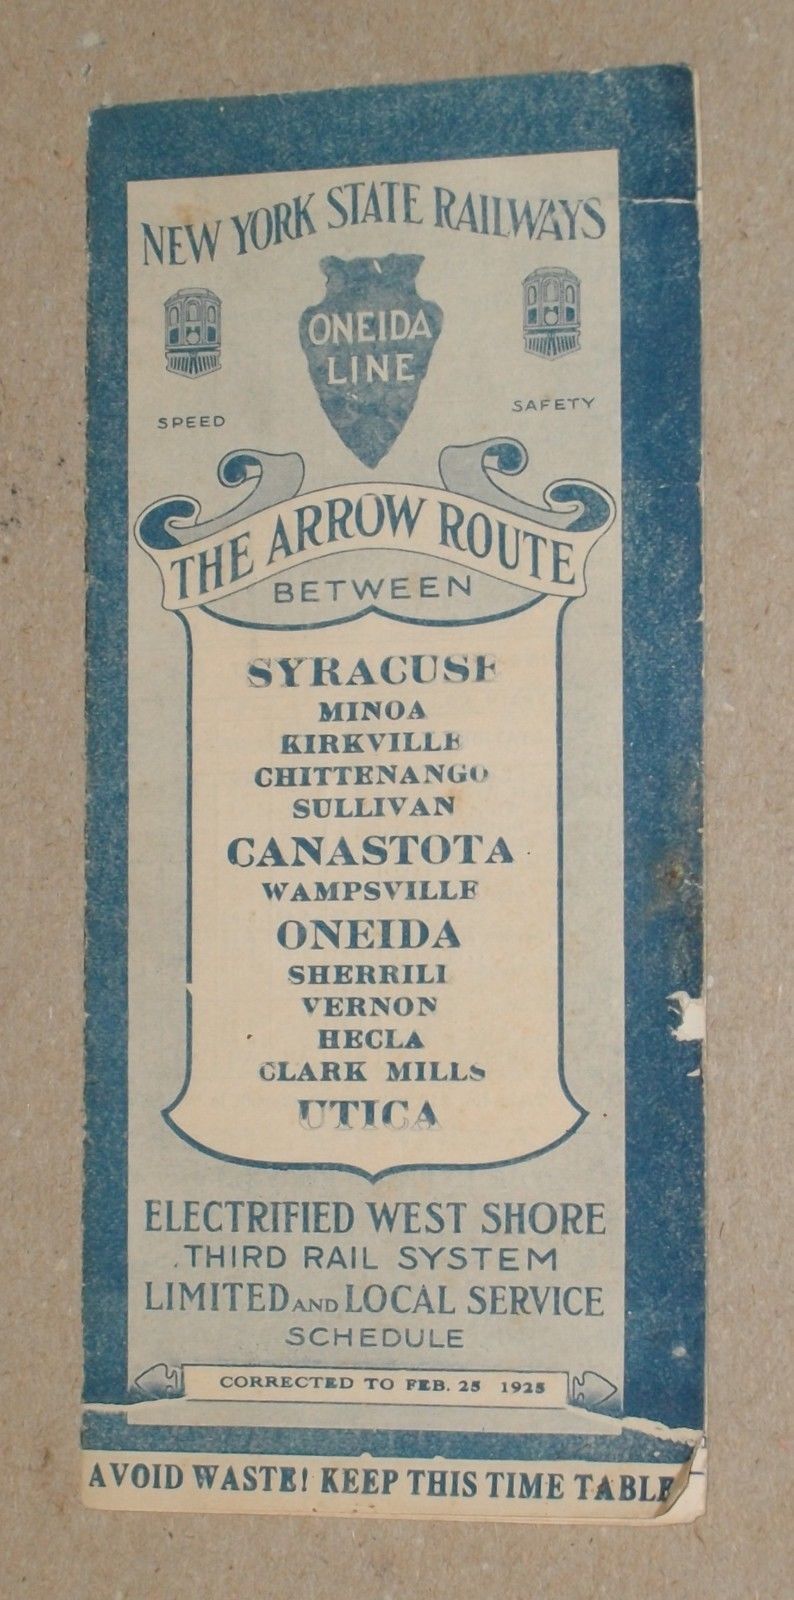 NEW YORK STATE RAILWAYS
ONEIDA
LINE
SPEED
SAFETY
THE ARROW ROUTE
BETWEEN
SYRACUSE
MINOA
KIRKVILLE
CHITTENANGO
SULLIVAN
CANASTOTA
WAMPSVILLE
ONEIDA
SHERRILL
VERNON
HECLA
CLARK MILLS
UTICA
ELECTRIFIED WEST SHORE
THIRD RAIL SYSTEM
LIMITED AND LOCAL SERVICE
SCHEDULE
CORRECTED TO FEB. 25 1925
AVOID WASTE! KEEP THIS TIME TABLE